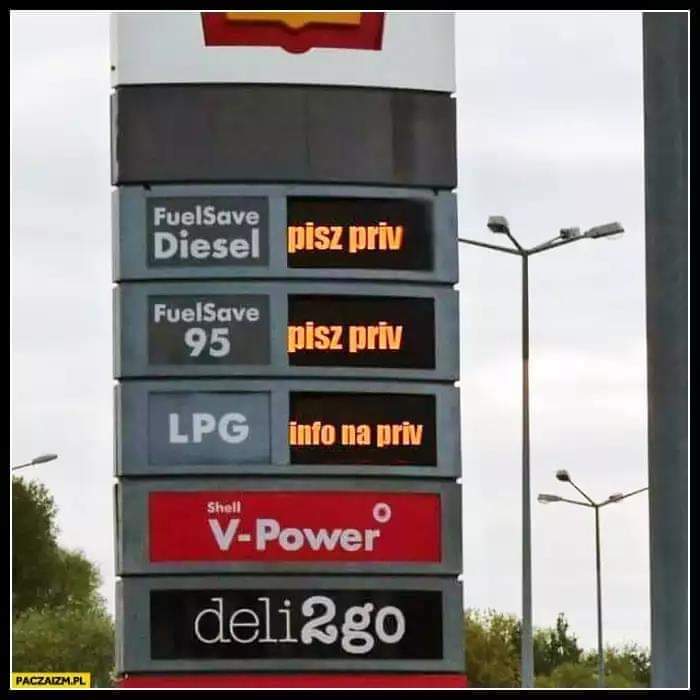 FuelSave
Diesel
pisz priv
FuelSave
95
pisz priv
LPG
info na priv
Shell
V-Power
deli2go
PACZAIZM.PL